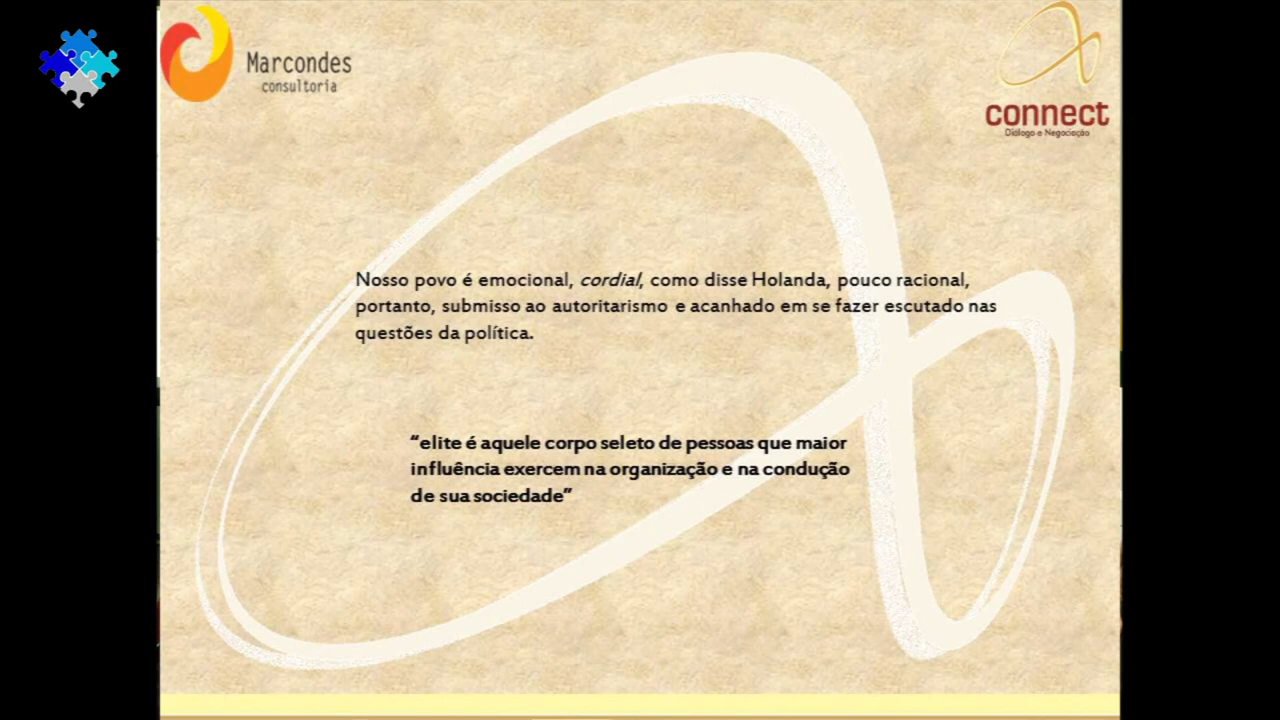 Marcondes
consultoria
connect
Diálogo e Negociação
Nosso povo é emocional, cordial, como disse Holanda, pouco racional,
portanto, submisso ao autoritarismo e acanhado em se fazer escutado nas
questões da política.
“elite é aquele corpo seleto de pessoas que maior
influência exercem na organização e na condução
de sua sociedade”